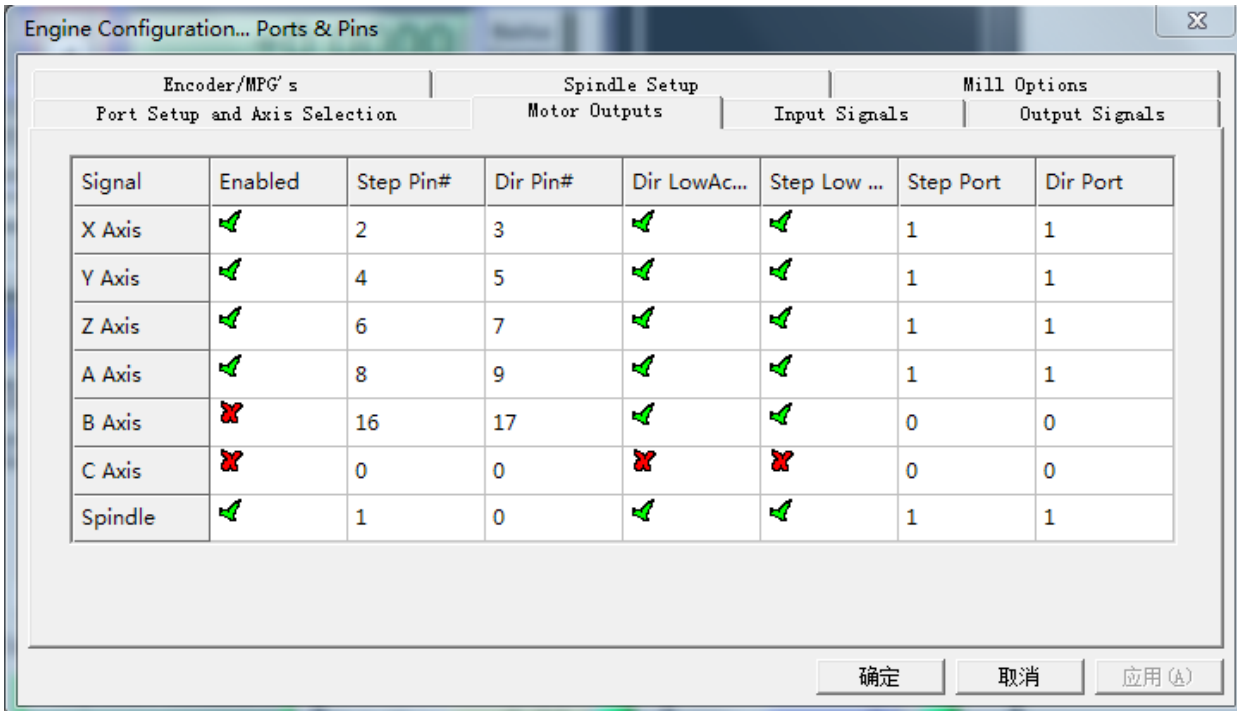 Engine Configuration... Ports & Pins
Encoder/MPG's Spindle Setup Mill Options
Port Setup and Axis Selection Motor Outputs Input Signals Output Signals
Signal Enabled Step Pin# Dir Pin# Dir LowAc... Step Low ... Step Port Dir Port
X Axis 2 3 1 1
Y Axis 4 5 1 1
Z Axis 6 7 1 1
A Axis 8 9 1 1
B Axis 16 17 0 0
C Axis 0 0 0 0
Spindle 1 0 1 1
确定 取消 应用(A)